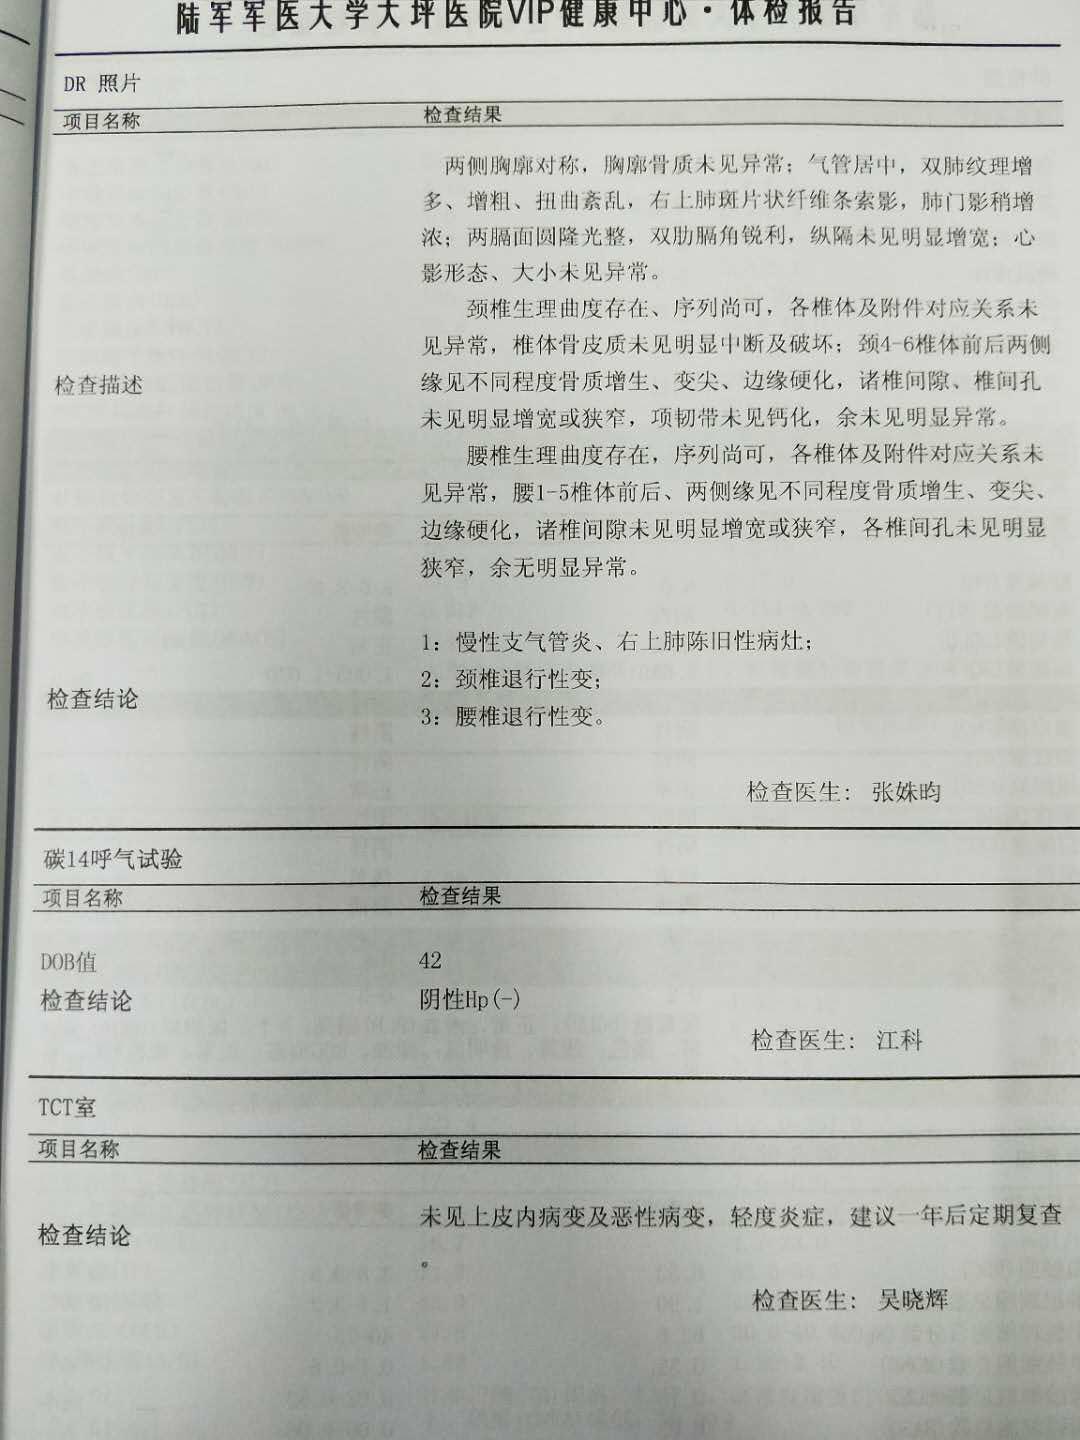 陆军军医大学大坪医院VIP健康中心·体检报告
DR 照片
项目名称 检查结果
两侧胸廓对称，胸廓骨质未见异常；气管居中，双肺纹理增
多、增粗、扭曲紊乱，右上肺斑片状纤维条索影，肺门影稍增
浓；两膈面圆隆光整，双肋膈角锐利，纵隔未见明显增宽；心
影形态、大小未见异常。
颈椎生理曲度存在、序列尚可，各椎体及附件对应关系未
见异常，椎体骨皮质未见明显中断及破坏；颈4-6椎体前后两侧
检查描述
缘见不同程度骨质增生、变尖、边缘硬化，诸椎间隙、椎间孔
未见明显增宽或狭窄，项韧带未见钙化，余未见明显异常。
腰椎生理曲度存在，序列尚可，各椎体及附件对应关系未
见异常，腰1-5椎体前后、两侧缘见不同程度骨质增生、变尖、
边缘硬化，诸椎间隙未见明显增宽或狭窄，各椎间孔未见明显
狭窄，余无明显异常。
1：慢性支气管炎、右上肺陈旧性病灶；
检查结论
2：颈椎退行性变；
3：腰椎退行性变。
检查医生: 张姝昀
碳14呼气试验
项目名称 检查结果
DOB值 42
检查结论 阴性Hp(-)
检查医生: 江科
TCT室
项目名称 检查结果
检查结论 未见上皮内病变及恶性病变，轻度炎症，建议一年后定期复查
。
检查医生: 吴晓辉